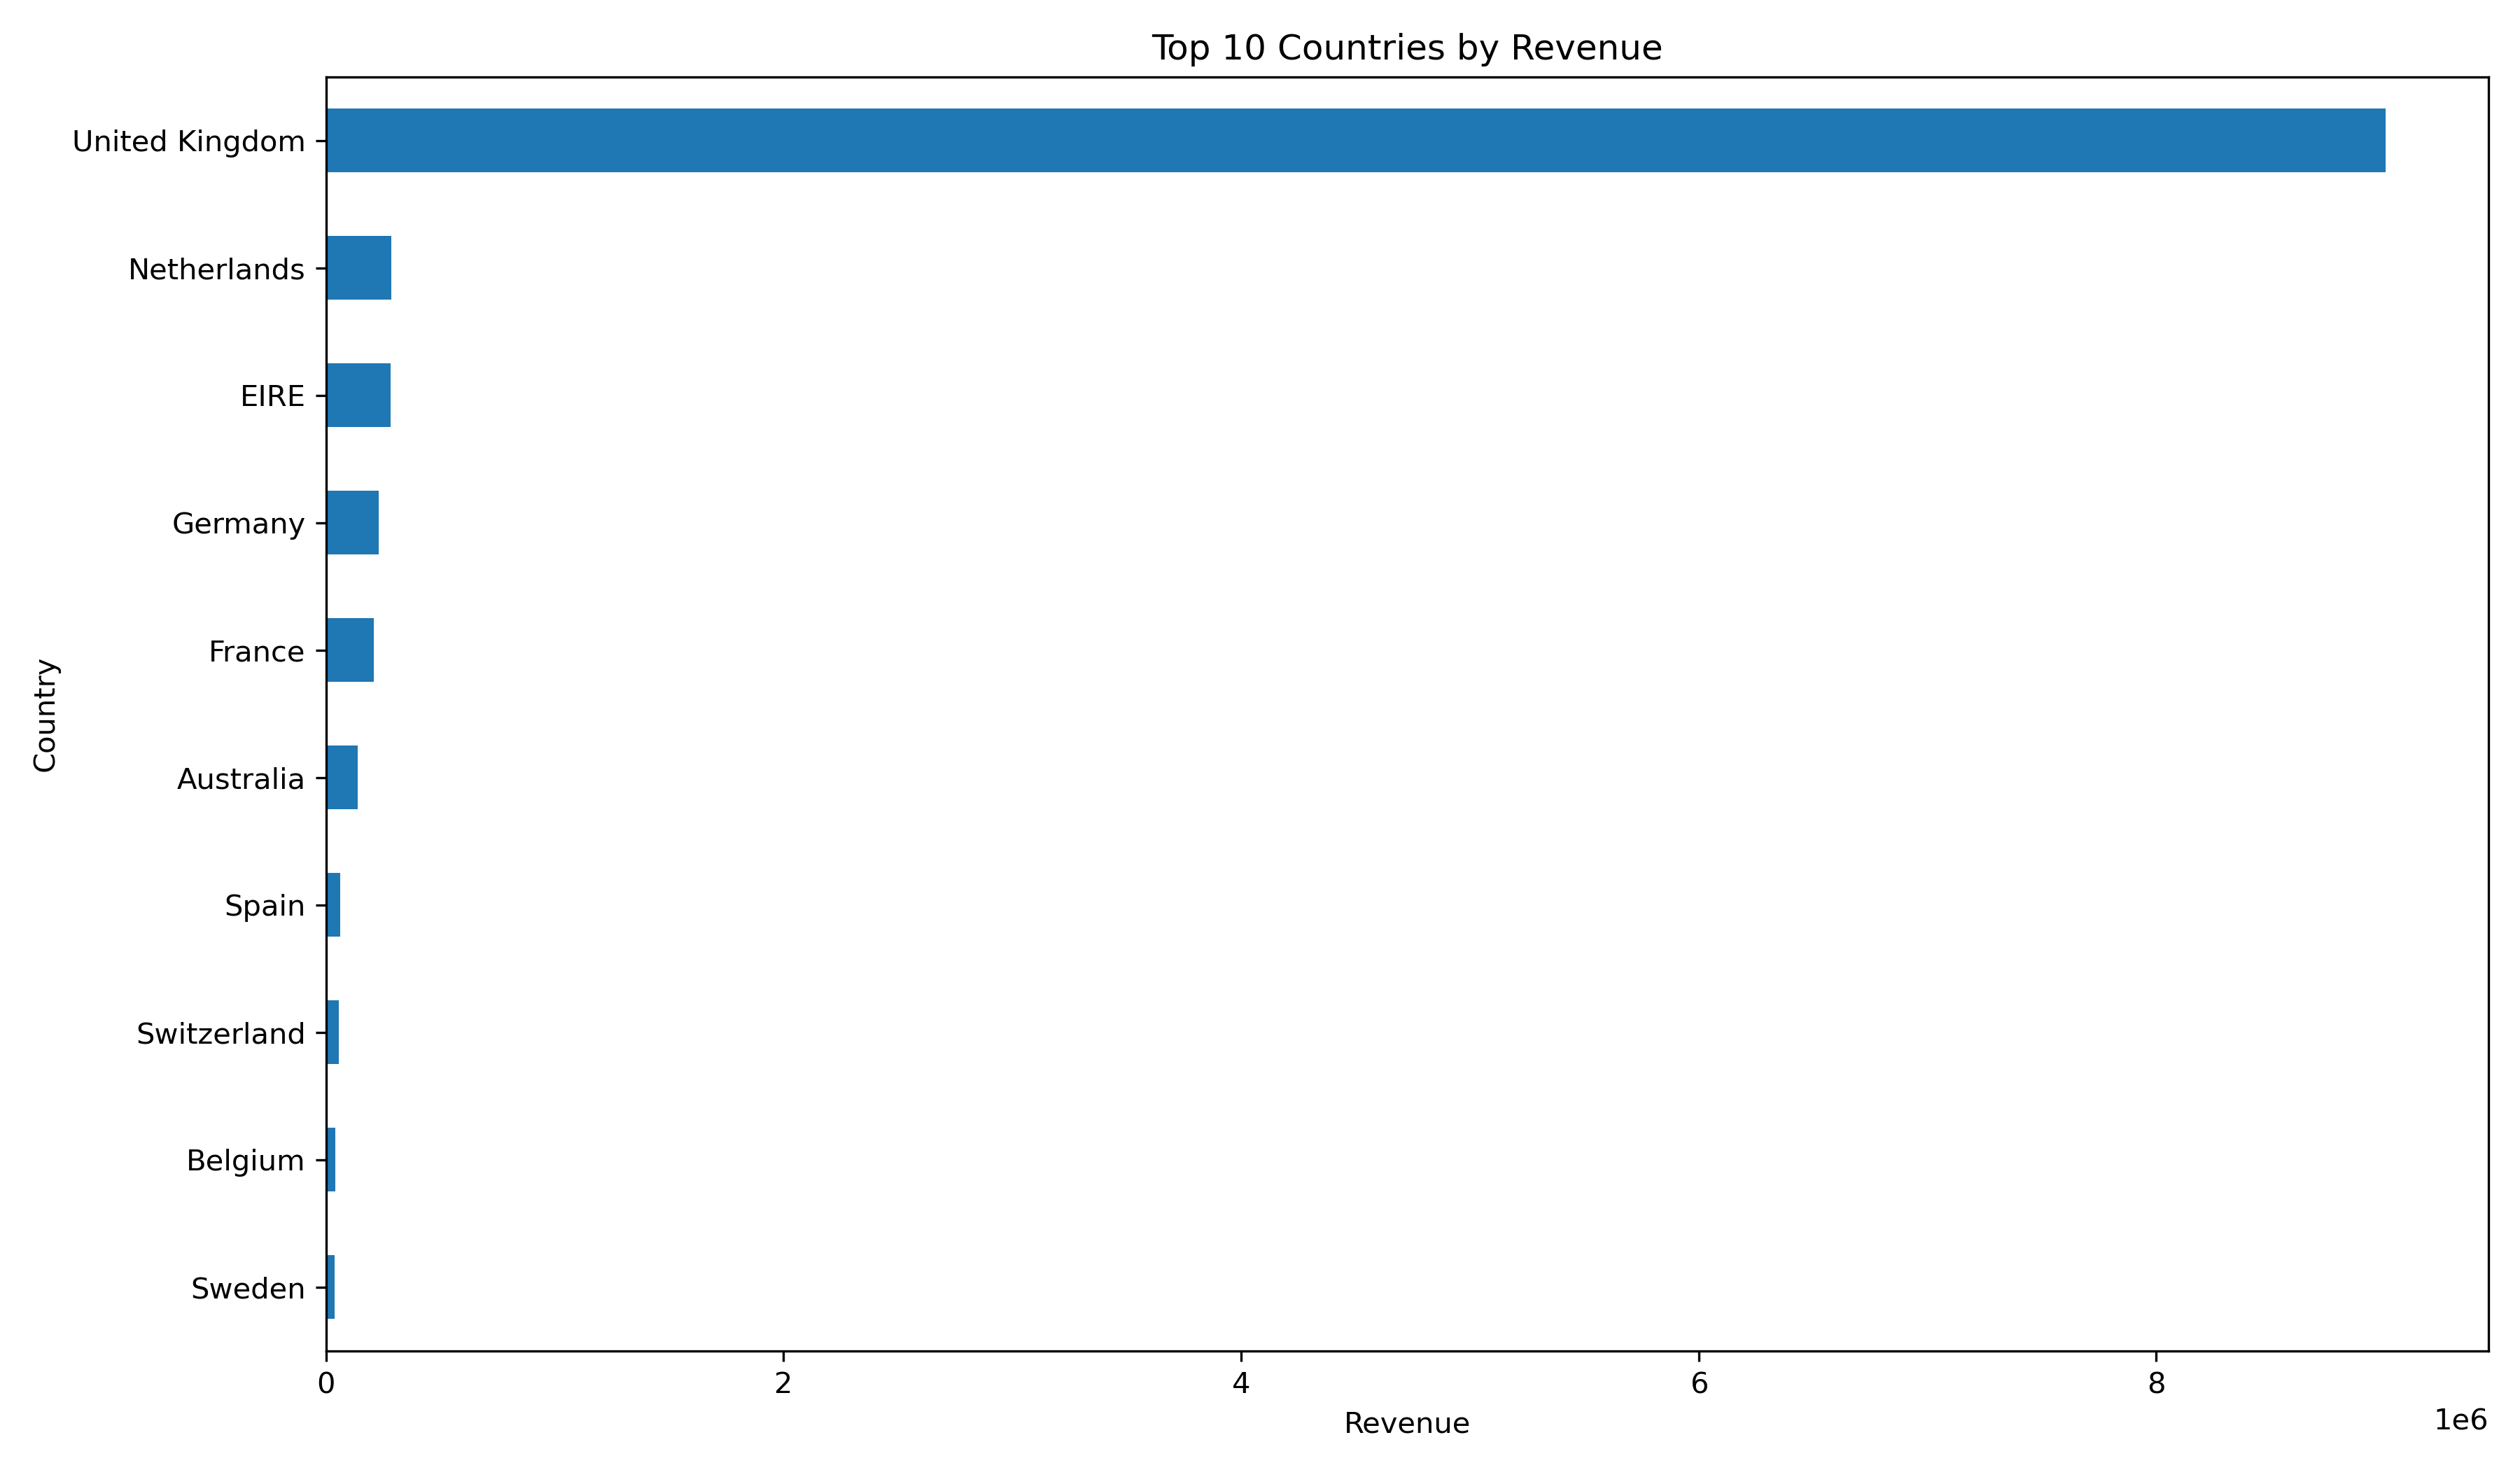 Top 10 Countries by Revenue
United Kingdom
Netherlands
EIRE
Germany
France
Australia
Spain
Switzerland
Belgium
Sweden
Country
0 2 4 6 8
1e6
Revenue